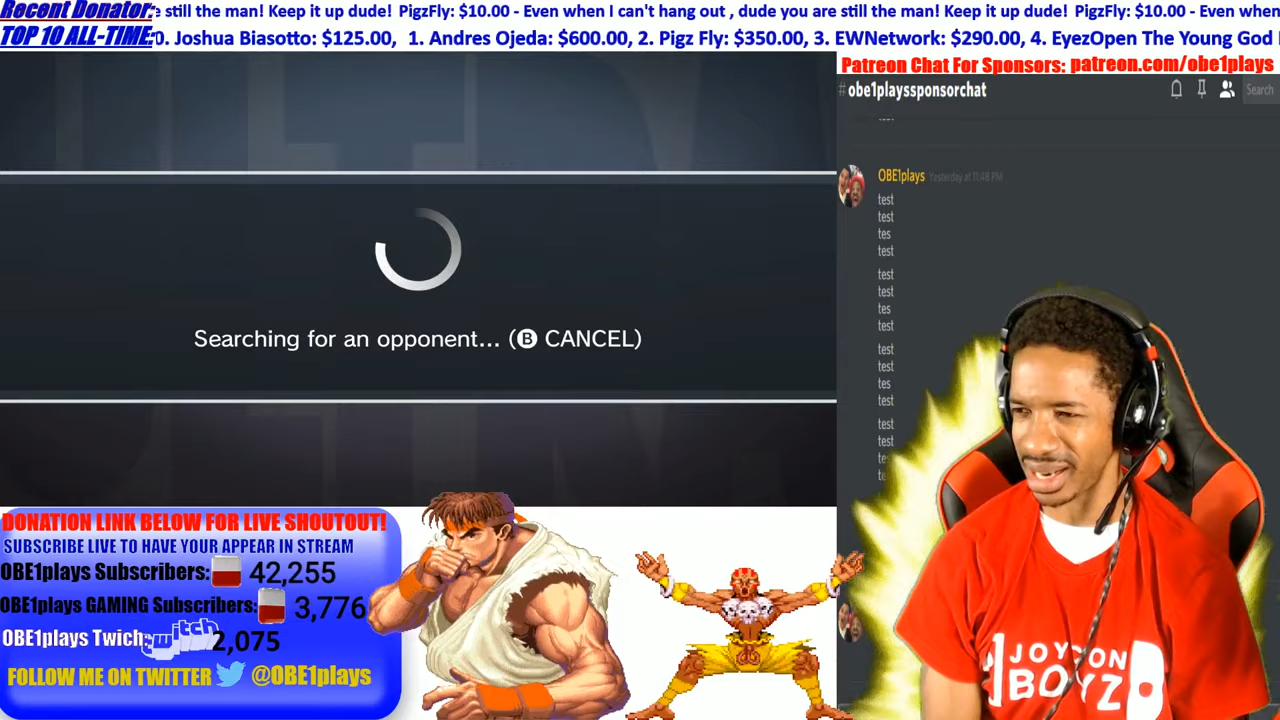 Recent Donator: e still the man! Keep it up dude! PigzFly: $10.00 - Even when I can't hang out , dude you are still the man! Keep it up dude! PigzFly: $10.00 - Even when
TOP 10 ALL-TIME: 0. Joshua Biasotto: $125.00, 1. Andres Ojeda: $600.00, 2. Pigz Fly: $350.00, 3. EWNetwork: $290.00, 4. EyezOpen The Young God
Patreon Chat For Sponsors: patreon.com/obe1plays
#obe1playssponsorchat
Search
OBE1plays Yesterday at 11:48 PM
test
test
tes
test
test
test
tes
test
test
test
tes
test
test
test
Searching for an opponent... (B CANCEL)
DONATION LINK BELOW FOR LIVE SHOUTOUT!
SUBSCRIBE LIVE TO HAVE YOUR APPEAR IN STREAM
OBE1plays Subscribers: 42,255
OBE1plays GAMING Subscribers: 3,776
OBE1plays Twich: twitch 2,075
FOLLOW ME ON TWITTER @OBE1plays
JOYCON
BOYZ